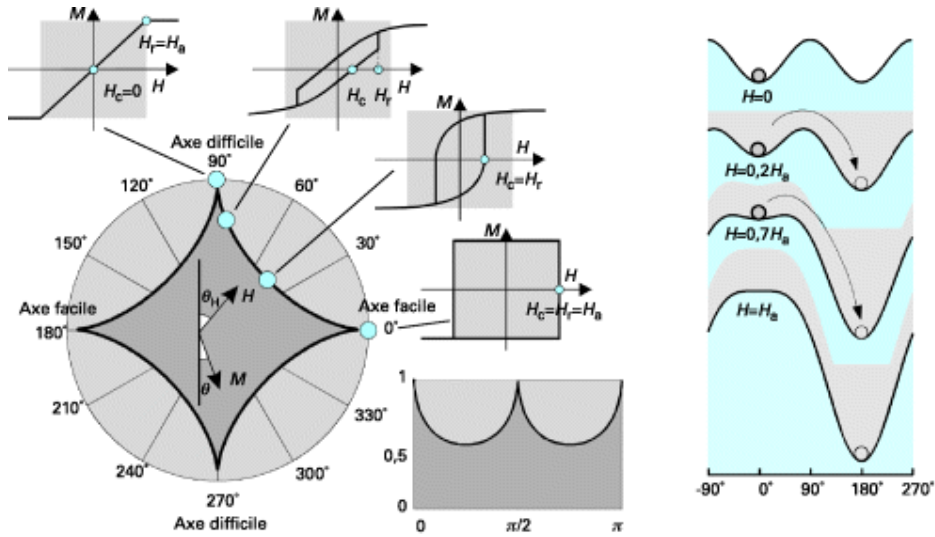 M
Hr=Ha
Hc=0
H
M
H
Hc
Hr
M
H
Hc=Hr
M
H
Hc=Hr=Ha
Axe difficile
90°
120°
60°
150°
30°
Axe facile
180°
Axe facile
0°
θH
H
θ
M
210°
330°
240°
300°
270°
Axe difficile
1
0,5
0
0
π/2
π
H=0
H=0,2Ha
H=0,7Ha
H=Ha
-90°
0°
90°
180°
270°